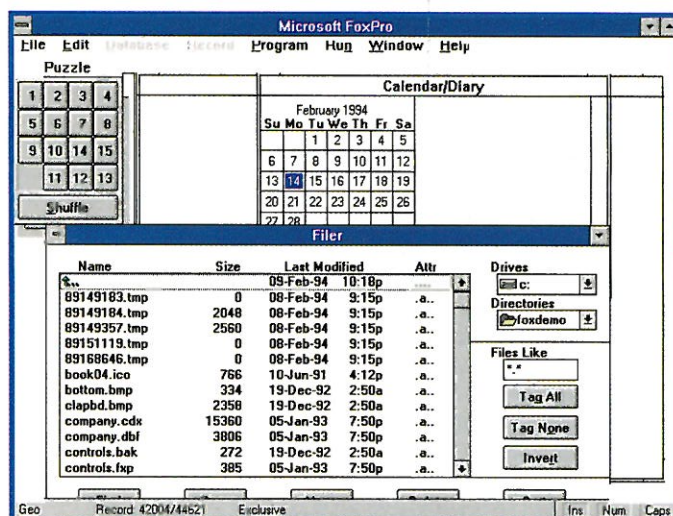 Microsoft FoxPro
File Edit Database Record Program Run Window Help
Puzzle
1 2 3 4
5 6 7 8
9 10 14 15
11 12 13
Shuffle
Calendar/Diary
February 1994
Su Mo Tu We Th Fr Sa
1 2 3 4 5
6 7 8 9 10 11 12
13 14 15 16 17 18 19
20 21 22 23 24 25 26
27 28
Filer
Name Size Last Modified Attr
.. 09-Feb-94 10:18p ....
89149183.tmp 0 08-Feb-94 9:15p .a..
89149184.tmp 2048 08-Feb-94 9:15p .a..
89149357.tmp 2560 08-Feb-94 9:15p .a..
89151119.tmp 0 08-Feb-94 9:15p .a..
89168646.tmp 0 08-Feb-94 9:15p .a..
book04.ico 766 10-Jun-91 4:12p .a..
bottom.bmp 334 19-Dec-92 2:50a .a..
clapbd.bmp 2358 19-Dec-92 2:50a .a..
company.cdx 15360 05-Jan-93 7:50p .a..
company.dbf 3806 05-Jan-93 7:50p .a..
controls.bak 272 19-Dec-92 2:50a .a..
controls.fxp 385 05-Jan-93 7:50p .a..
Drives
c:
Directories
foxdemo
Files Like
*.*
Tag All
Tag None
Invert
Geo Record: 42004/44621 Exclusive Ins Num Caps